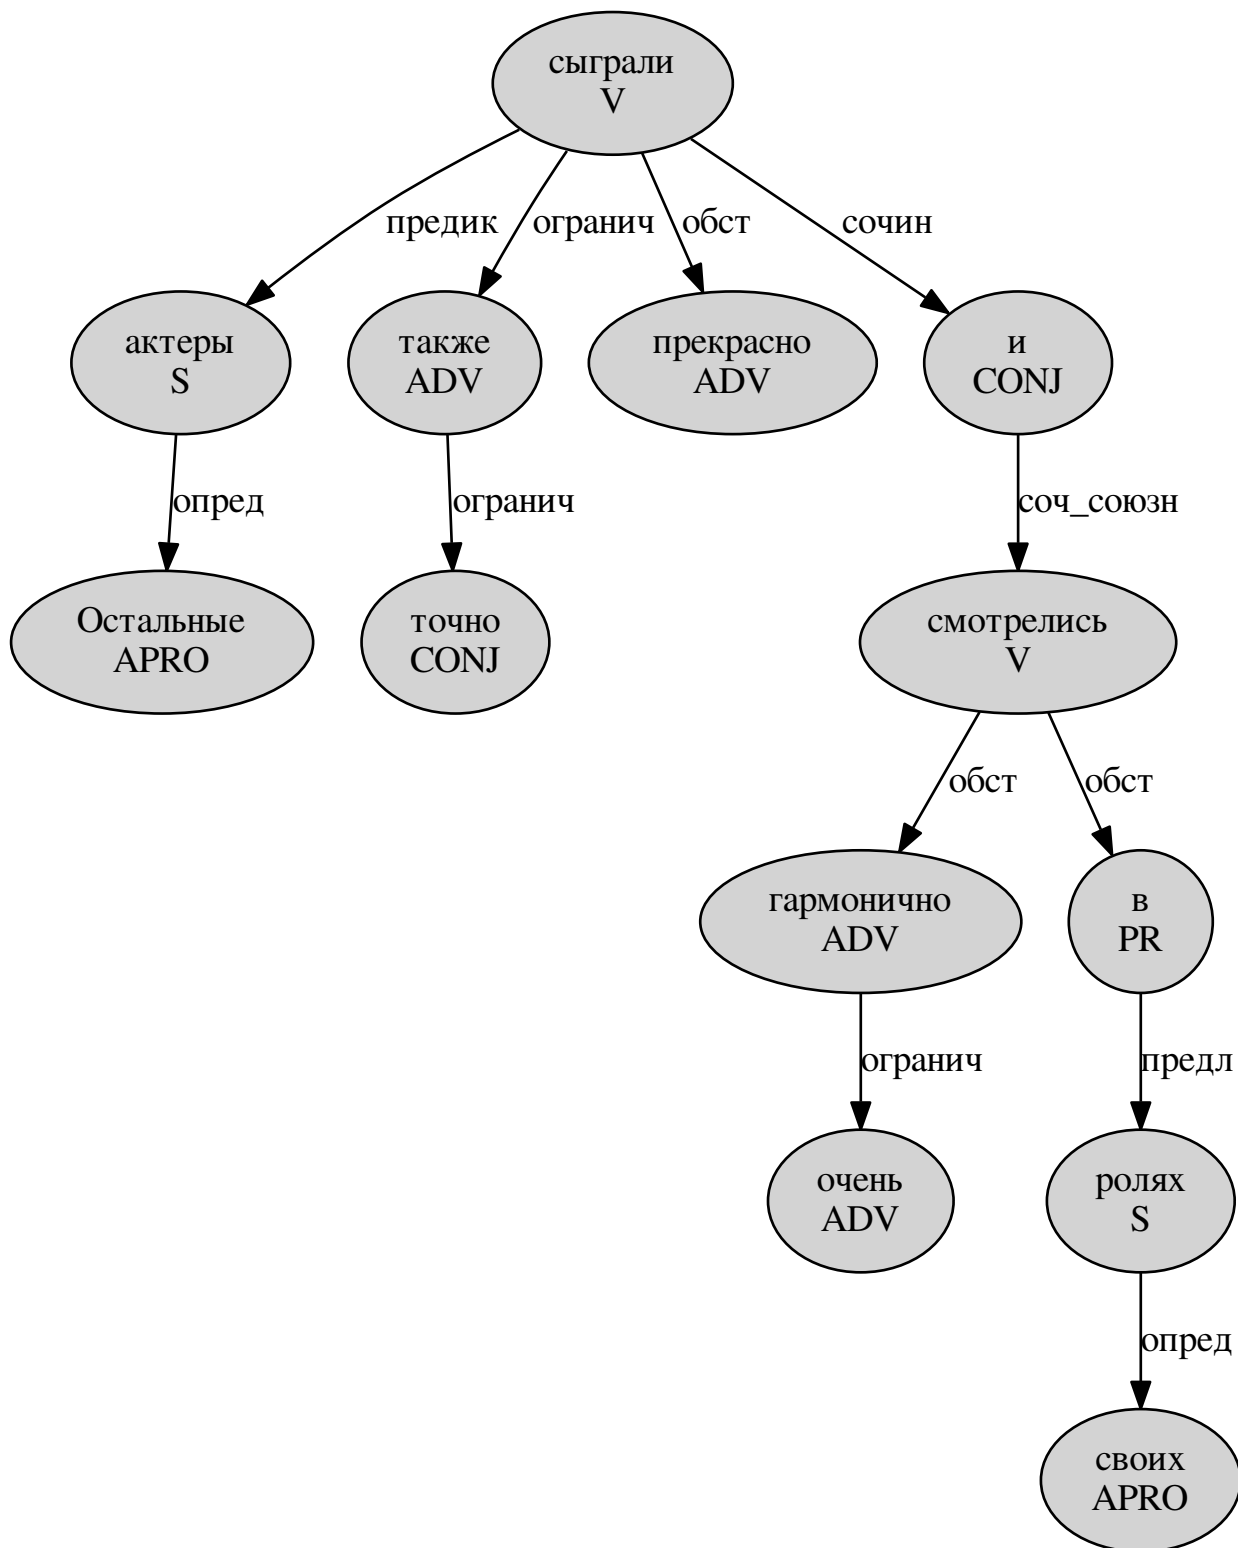 сыграли
V
предик
огранич
обст
сочин
актеры
S
также
ADV
прекрасно
ADV
и
CONJ
опред
огранич
соч_союзн
Остальные
APRO
точно
CONJ
смотрелись
V
обст
обст
гармонично
ADV
в
PR
огранич
предл
очень
ADV
ролях
S
опред
своих
APRO